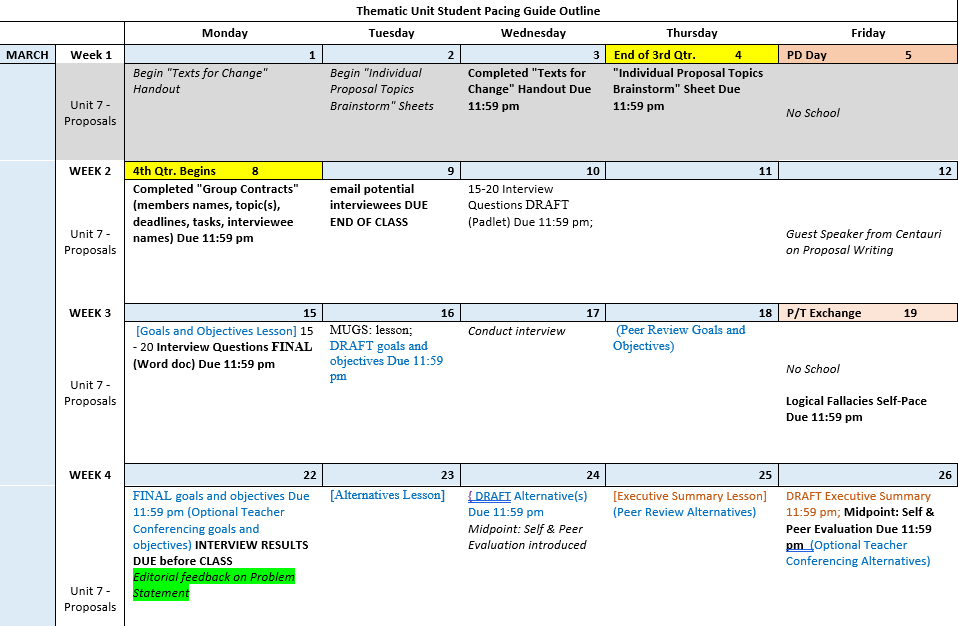 Thematic Unit Student Pacing Guide Outline
Monday Tuesday Wednesday Thursday Friday
MARCH Week 1 1 2 3 End of 3rd Qtr. 4 PD Day 5
Unit 7 -
Proposals
Begin "Texts for Change"
Handout
Begin "Individual
Proposal Topics
Brainstorm" Sheets
Completed "Texts for
Change" Handout Due
11:59 pm
"Individual Proposal Topics
Brainstorm" Sheet Due
11:59 pm
No School
WEEK 2 4th Qtr. Begins 8 9 10 11 12
Unit 7 -
Proposals
Completed "Group Contracts"
(members names, topic(s),
deadlines, tasks, interviewee
names) Due 11:59 pm
email potential
interviewees DUE
END OF CLASS
15-20 Interview
Questions DRAFT
(Padlet) Due 11:59 pm;
Guest Speaker from Centauri
on Proposal Writing
WEEK 3 15 16 17 18 P/T Exchange 19
Unit 7 -
Proposals
[Goals and Objectives Lesson] 15
- 20 Interview Questions FINAL
(Word doc) Due 11:59 pm
MUGS: lesson;
DRAFT goals and
objectives Due 11:59
pm
Conduct interview
(Peer Review Goals and
Objectives)
No School
Logical Fallacies Self-Pace
Due 11:59 pm
WEEK 4 22 23 24 25 26
Unit 7 -
Proposals
FINAL goals and objectives Due
11:59 pm (Optional Teacher
Conferencing goals and
objectives) INTERVIEW RESULTS
DUE before CLASS
Editorial feedback on Problem
Statement
[Alternatives Lesson]
{ DRAFT Alternative(s)
Due 11:59 pm
Midpoint: Self & Peer
Evaluation introduced
[Executive Summary Lesson]
(Peer Review Alternatives)
DRAFT Executive Summary
11:59 pm; Midpoint: Self &
Peer Evaluation Due 11:59
pm (Optional Teacher
Conferencing Alternatives)